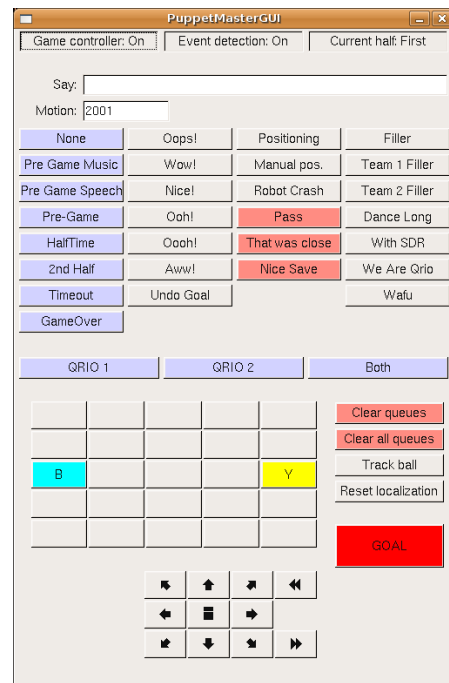 PuppetMasterGUI
Game controller: On Event detection: On Current half: First
Say:
Motion: 2001
None Oops! Positioning Filler
Pre Game Music Wow! Manual pos. Team 1 Filler
Pre Game Speech Nice! Robot Crash Team 2 Filler
Pre-Game Ooh! Pass Dance Long
HalfTime Oooh! That was close With SDR
2nd Half Aww! Nice Save We Are Qrio
Timeout Undo Goal Wafu
GameOver
QRIO 1 QRIO 2 Both
Clear queues
Clear all queues
B Y Track ball
Reset localization
GOAL